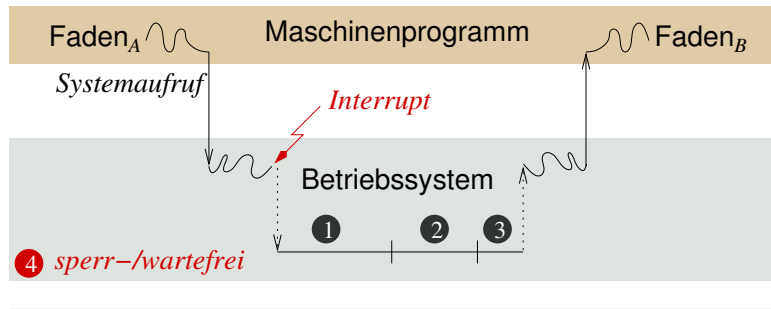 Faden_A Maschinenprogramm Faden_B
Systemaufruf
Interrupt
Betriebssystem
1 2 3
4 sperr−/wartefrei